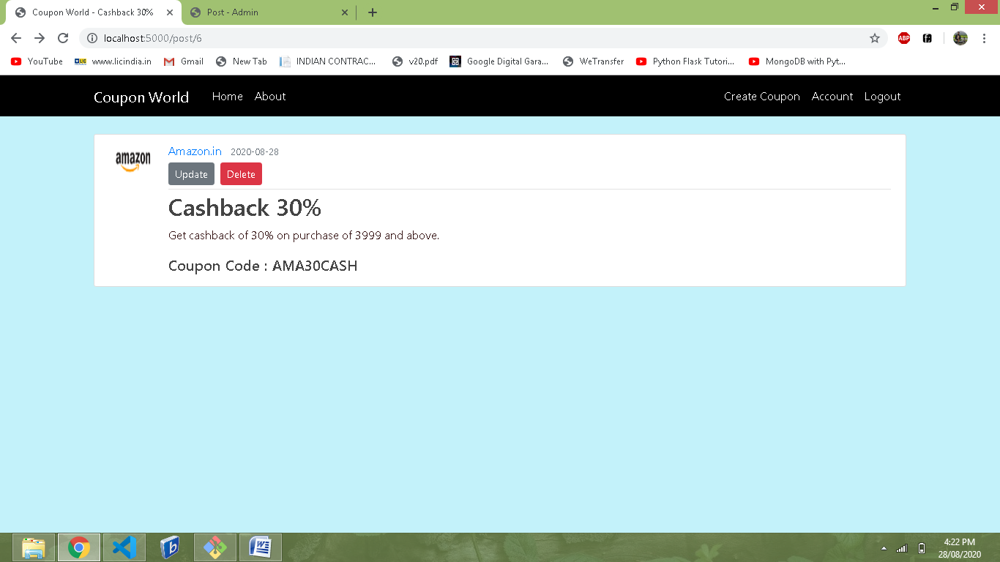 Coupon World - Cashback 30%
Post - Admin
localhost:5000/post/6
ABP
YouTube
LIC www.licindia.in
Gmail
New Tab
INDIAN CONTRAC...
v20.pdf
Google Digital Gara...
WeTransfer
Python Flask Tutori...
MongoDB with Pyt...
Coupon World Home About Create Coupon Account Logout
amazon
Amazon.in 2020-08-28
Update Delete
Cashback 30%
Get cashback of 30% on purchase of 3999 and above.
Coupon Code : AMA30CASH
4:22 PM
28/08/2020